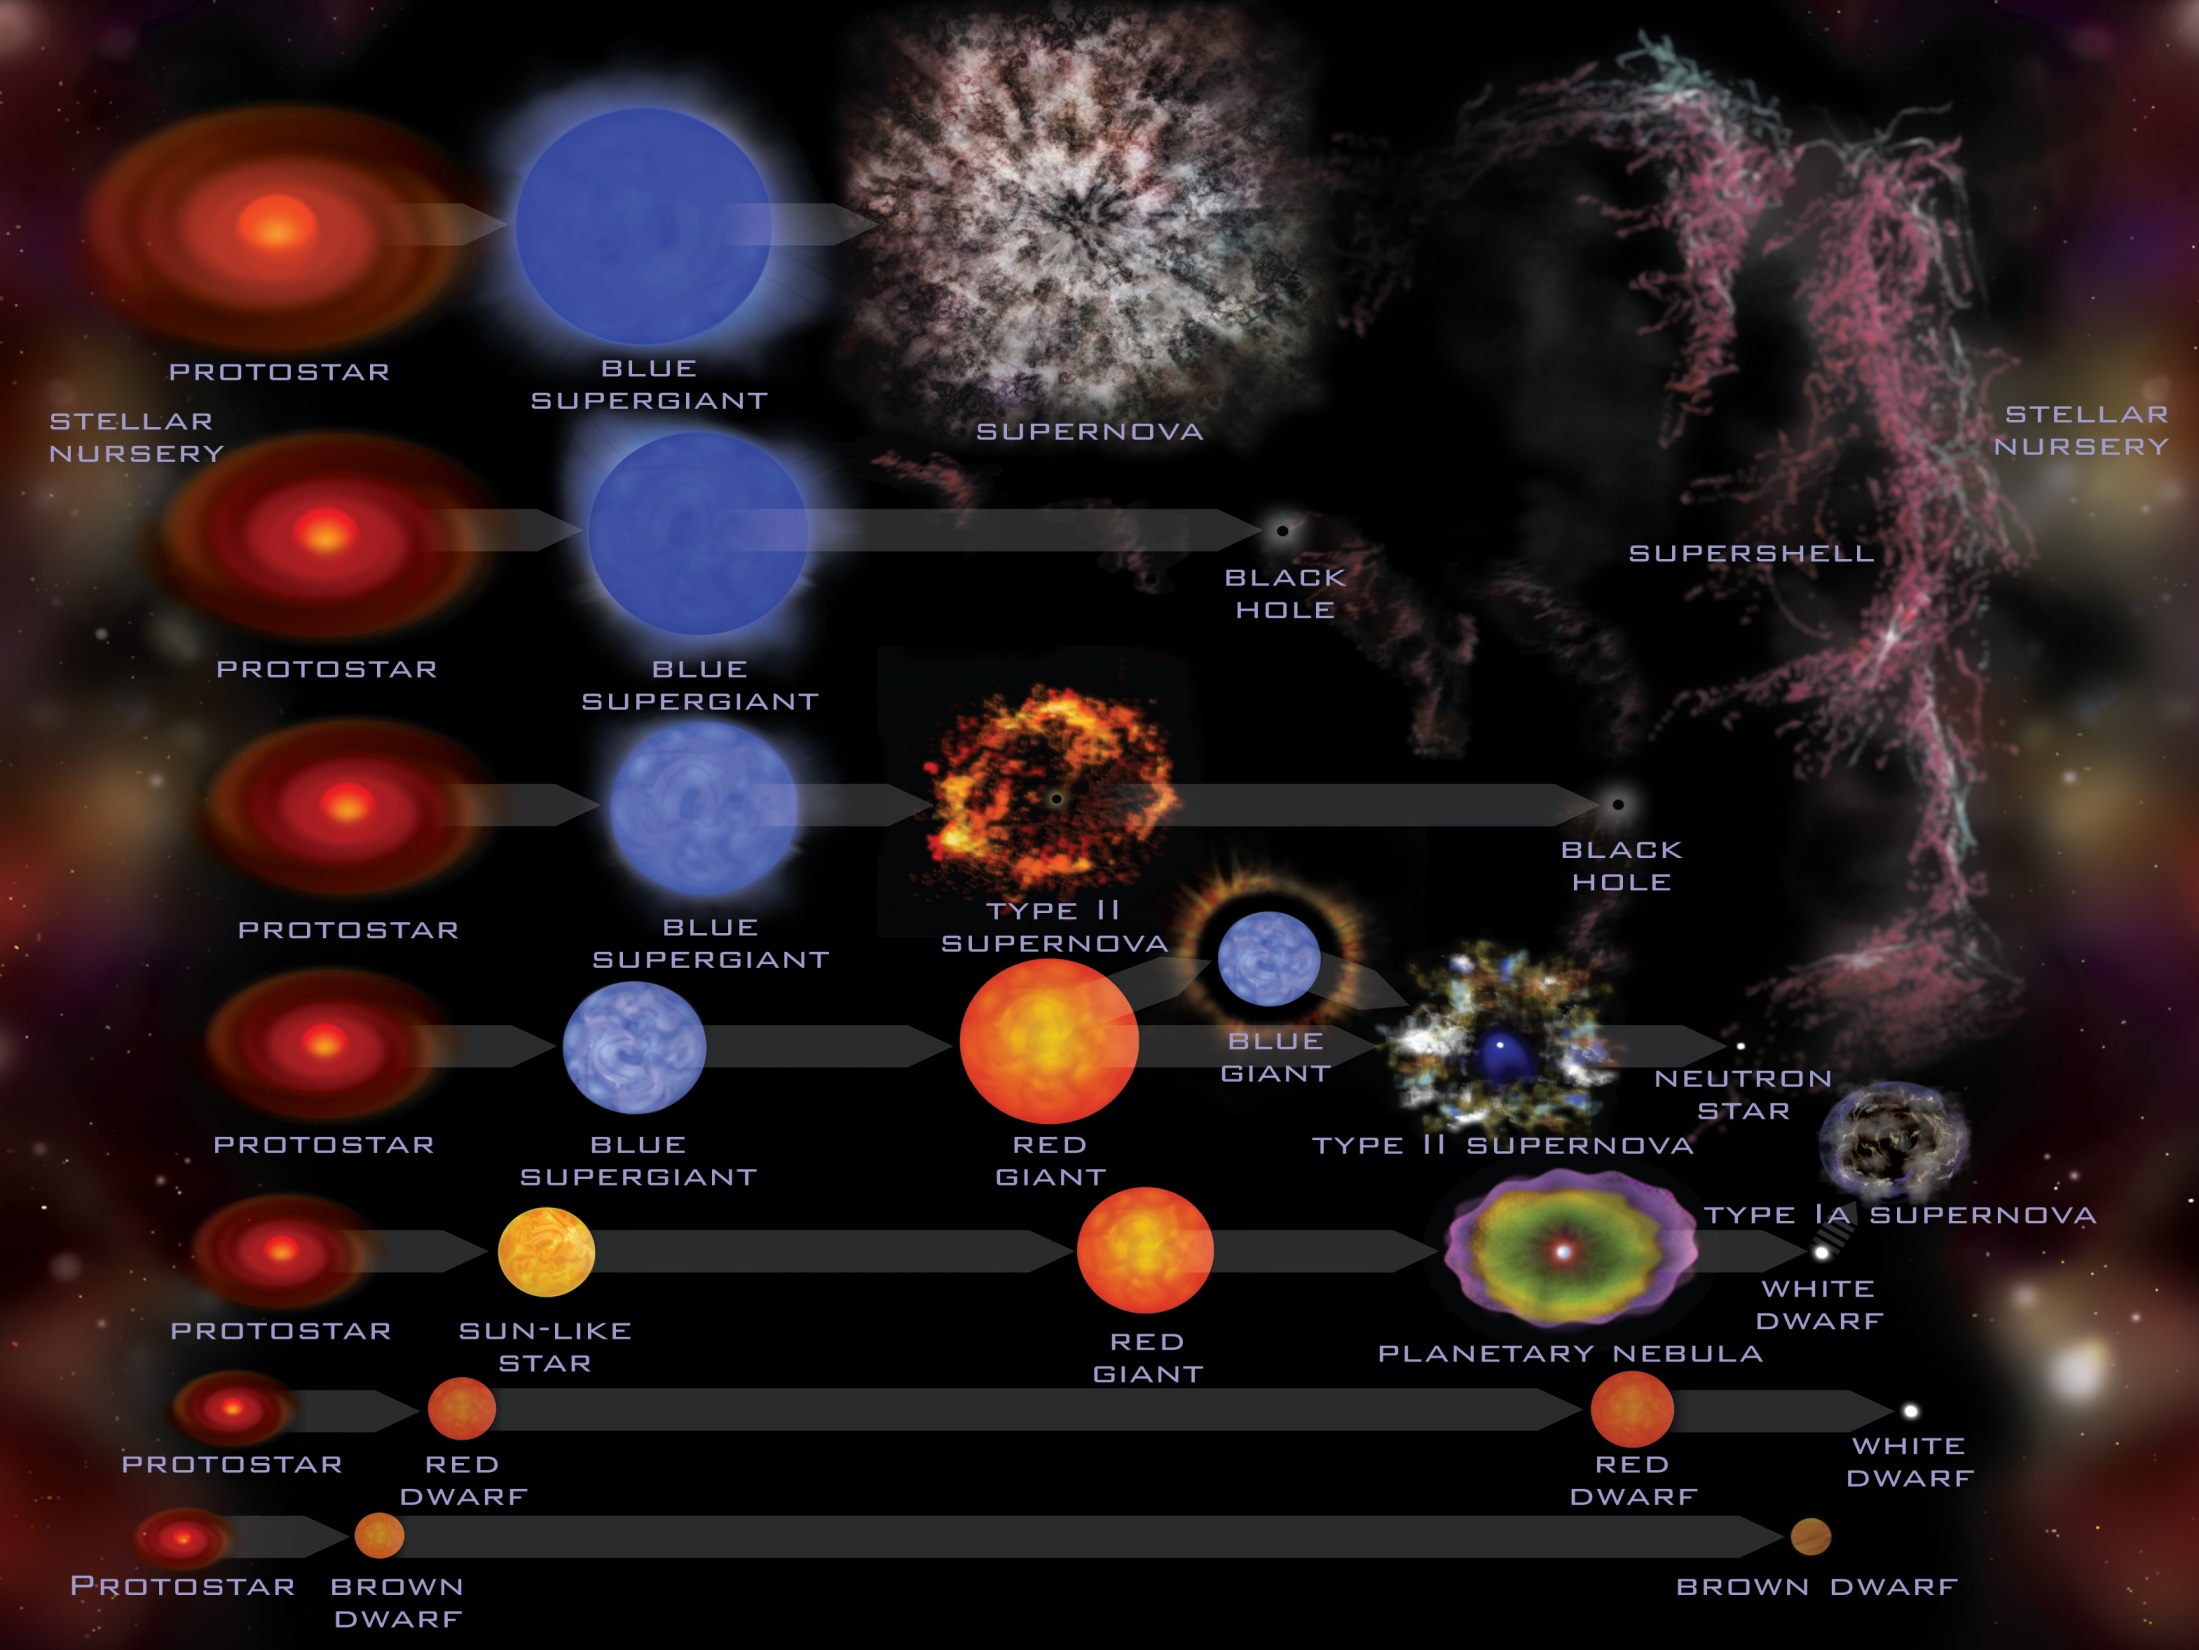 PROTOSTAR
BLUE
SUPERGIANT
SUPERNOVA
STELLAR
NURSERY
STELLAR
NURSERY
SUPERSHELL
PROTOSTAR
BLUE
SUPERGIANT
BLACK
HOLE
PROTOSTAR
BLUE
SUPERGIANT
TYPE II
SUPERNOVA
BLACK
HOLE
PROTOSTAR
BLUE
SUPERGIANT
RED
GIANT
BLUE
GIANT
TYPE II SUPERNOVA
NEUTRON
STAR
PROTOSTAR
SUN-LIKE
STAR
RED
GIANT
PLANETARY NEBULA
TYPE IA SUPERNOVA
WHITE
DWARF
PROTOSTAR
RED
DWARF
RED
DWARF
WHITE
DWARF
PROTOSTAR
BROWN
DWARF
BROWN DWARF